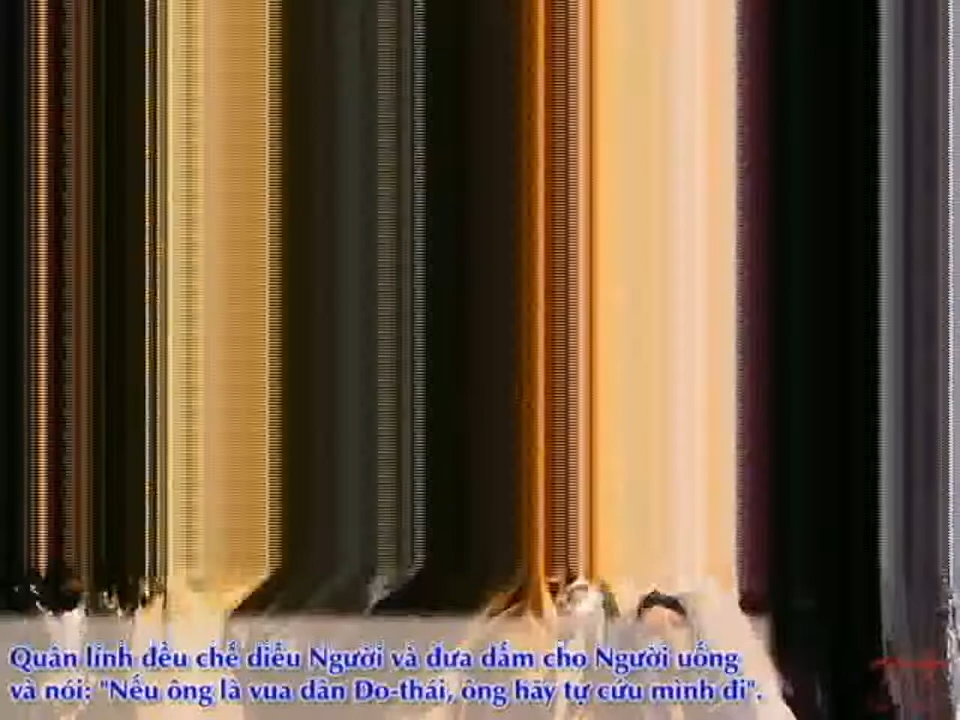 Quân lính đều chế diễu Người và đưa dấm cho Người uống
và nói: "Nếu ông là vua dân Do-thái, ông hãy tự cứu mình đi".